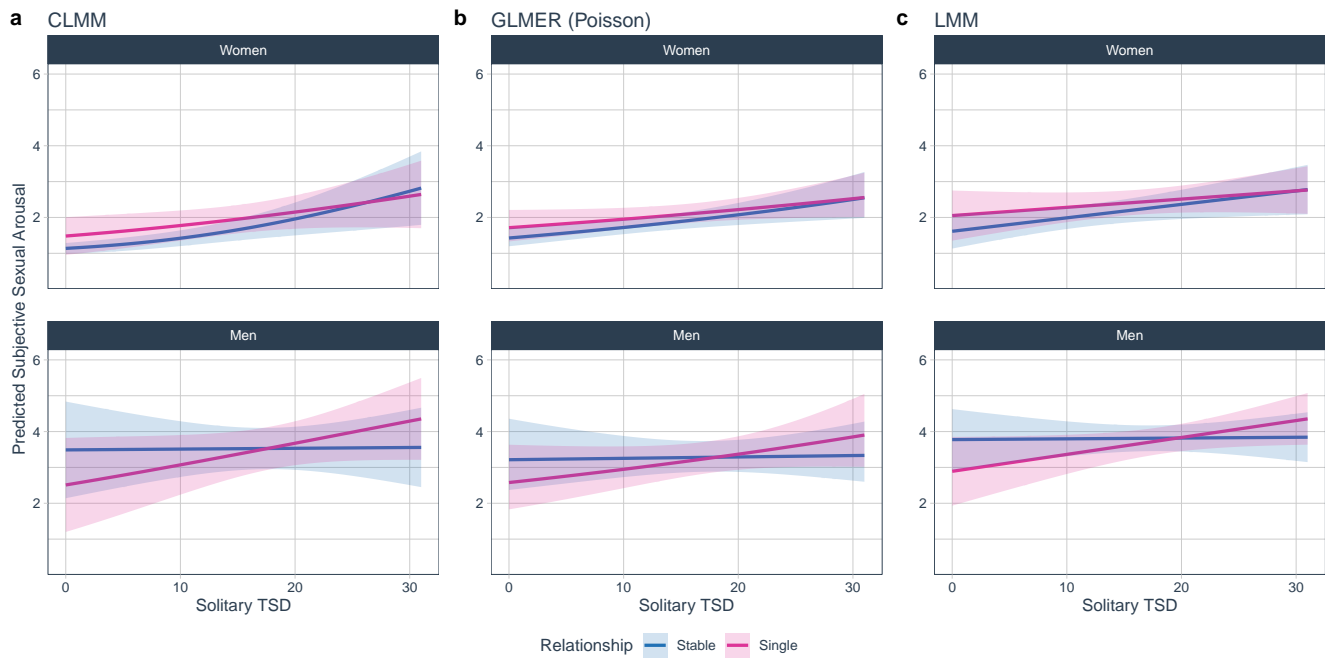 a CLMM
b GLMER (Poisson)
c LMM
Predicted Subjective Sexual Arousal
Women
6
4
2
Women
6
4
2
Women
6
4
2
Men
6
4
2
0 10 20 30
Solitary TSD
Men
6
4
2
0 10 20 30
Solitary TSD
Men
6
4
2
0 10 20 30
Solitary TSD
Relationship Stable Single